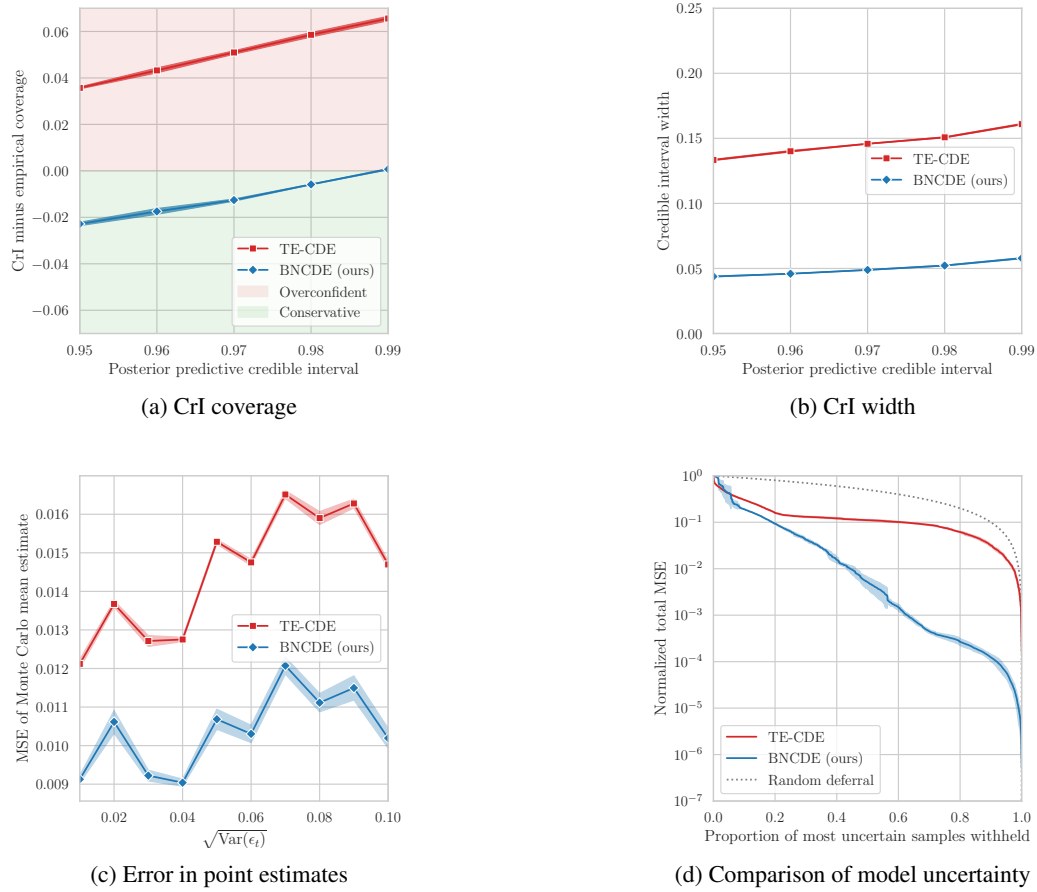 0.06
0.04
0.02
0.00
−0.02
−0.04
−0.06
CrI minus empirical coverage
TE-CDE
BNCDE (ours)
Overconfident
Conservative
0.95 0.96 0.97 0.98 0.99
Posterior predictive credible interval
(a) CrI coverage
0.25
0.20
0.15
0.10
0.05
0.00
Credible interval width
TE-CDE
BNCDE (ours)
0.95 0.96 0.97 0.98 0.99
Posterior predictive credible interval
(b) CrI width
0.016
0.015
0.014
0.013
0.012
0.011
0.010
0.009
MSE of Monte Carlo mean estimate
TE-CDE
BNCDE (ours)
0.02 0.04 0.06 0.08 0.10
√Var(ϵₜ)
(c) Error in point estimates
10⁰
10⁻¹
10⁻²
10⁻³
10⁻⁴
10⁻⁵
10⁻⁶
10⁻⁷
Normalized total MSE
TE-CDE
BNCDE (ours)
Random deferral
0.0 0.2 0.4 0.6 0.8 1.0
Proportion of most uncertain samples withheld
(d) Comparison of model uncertainty